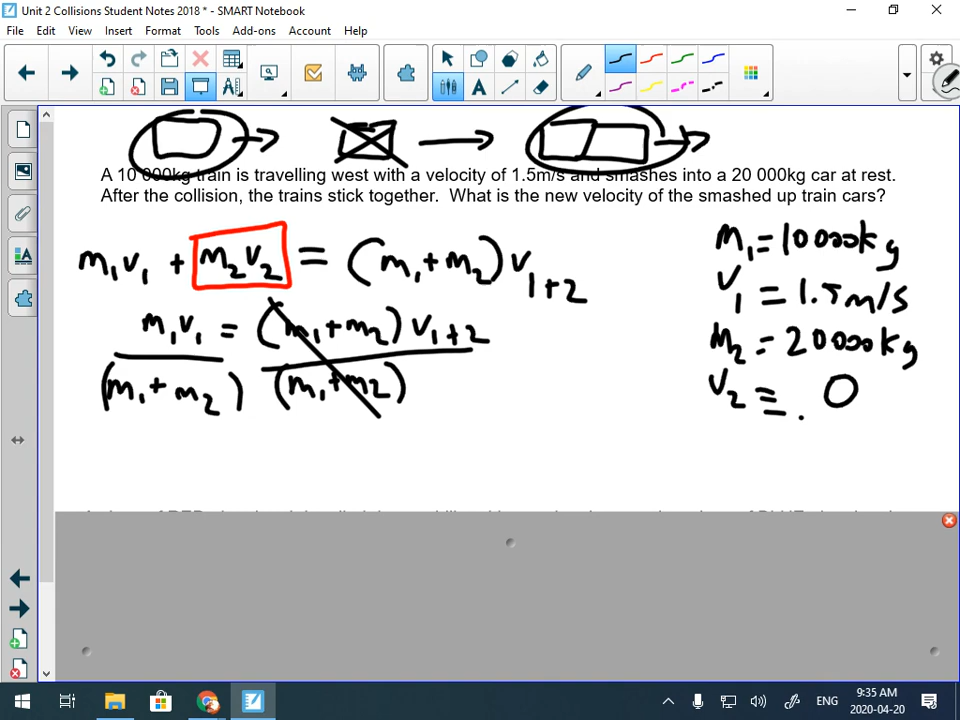 Unit 2 Collisions Student Notes 2018 * - SMART Notebook
File Edit View Insert Format Tools Add-ons Account Help
A 10 000kg train is travelling west with a velocity of 1.5m/s and smashes into a 20 000kg car at rest.
After the collision, the trains stick together. What is the new velocity of the smashed up train cars?
m₁v₁ + m₂v₂ = (m₁+m₂)v₁₊₂
m₁v₁ = (m₁+m₂)v₁₊₂
(m₁+m₂) (m₁+m₂)
m₁=10000kg
v₁=1.5m/s
m₂=20000kg
v₂= 0
ENG
9:35 AM
2020-04-20